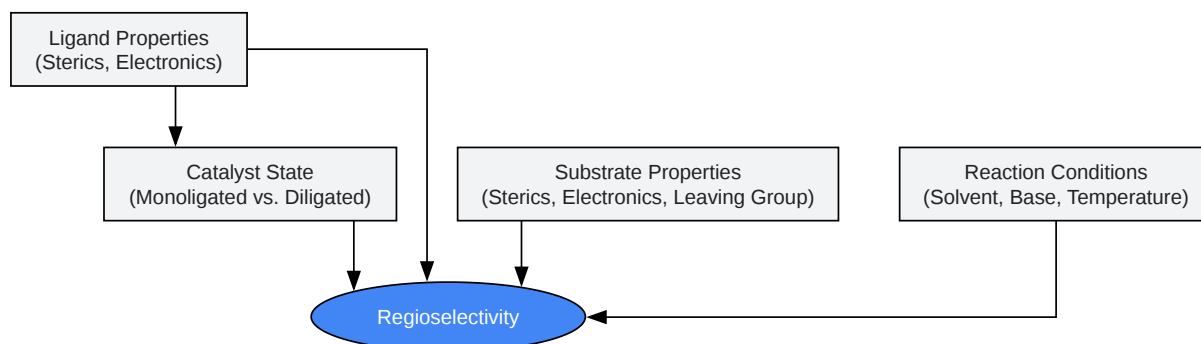 Ligand Properties
(Sterics, Electronics)
Catalyst State
(Monoligated vs. Diligated)
Substrate Properties
(Sterics, Electronics, Leaving Group)
Reaction Conditions
(Solvent, Base, Temperature)
Regioselectivity